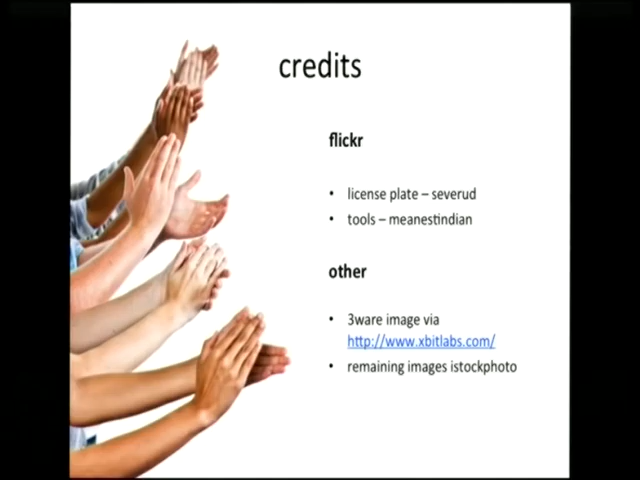 credits
flickr
• license plate – severud
• tools – meanestindian
other
• 3ware image via
http://www.xbitlabs.com/
• remaining images istockphoto